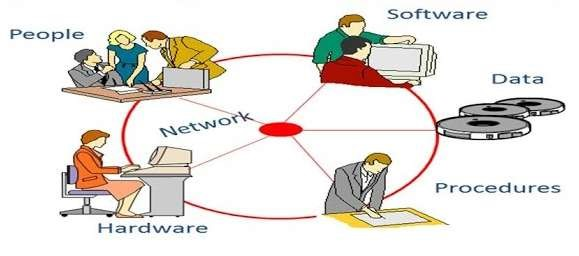 Software
People
Data
Network
Procedures
Hardware